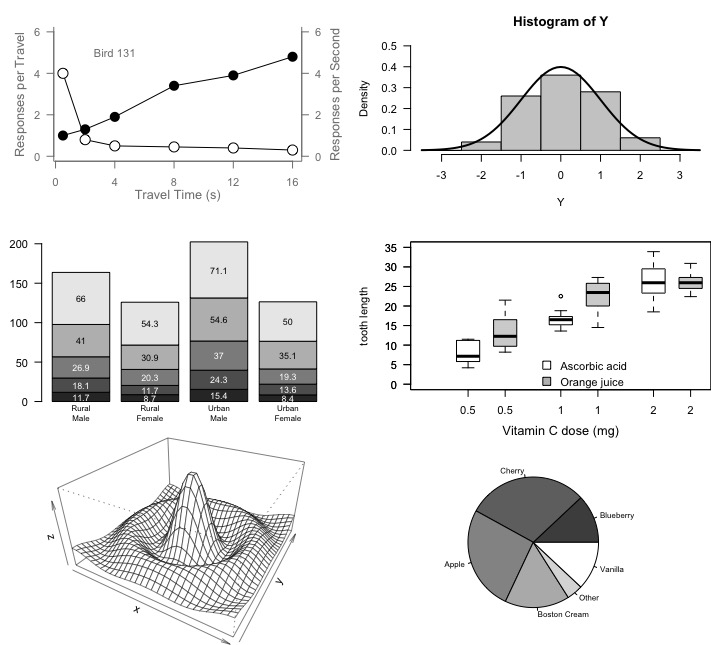 Bird 131
Responses per Travel
6
4
2
0
Responses per Second
6
4
2
0
0 4 8 12 16
Travel Time (s)
Histogram of Y
Density
0.5
0.4
0.3
0.2
0.1
0.0
-3 -2 -1 0 1 2 3
Y
200
150
100
50
0
66
41
26.9
18.1
11.7
54.3
30.9
20.3
11.7
8.7
71.1
54.6
37
24.3
15.4
50
35.1
19.3
13.6
8.4
Rural
Male
Rural
Female
Urban
Male
Urban
Female
tooth length
35
30
25
20
15
10
5
0
Ascorbic acid
Orange juice
0.5 0.5 1 1 2 2
Vitamin C dose (mg)
z
x
y
Cherry
Blueberry
Apple
Vanilla
Other
Boston Cream